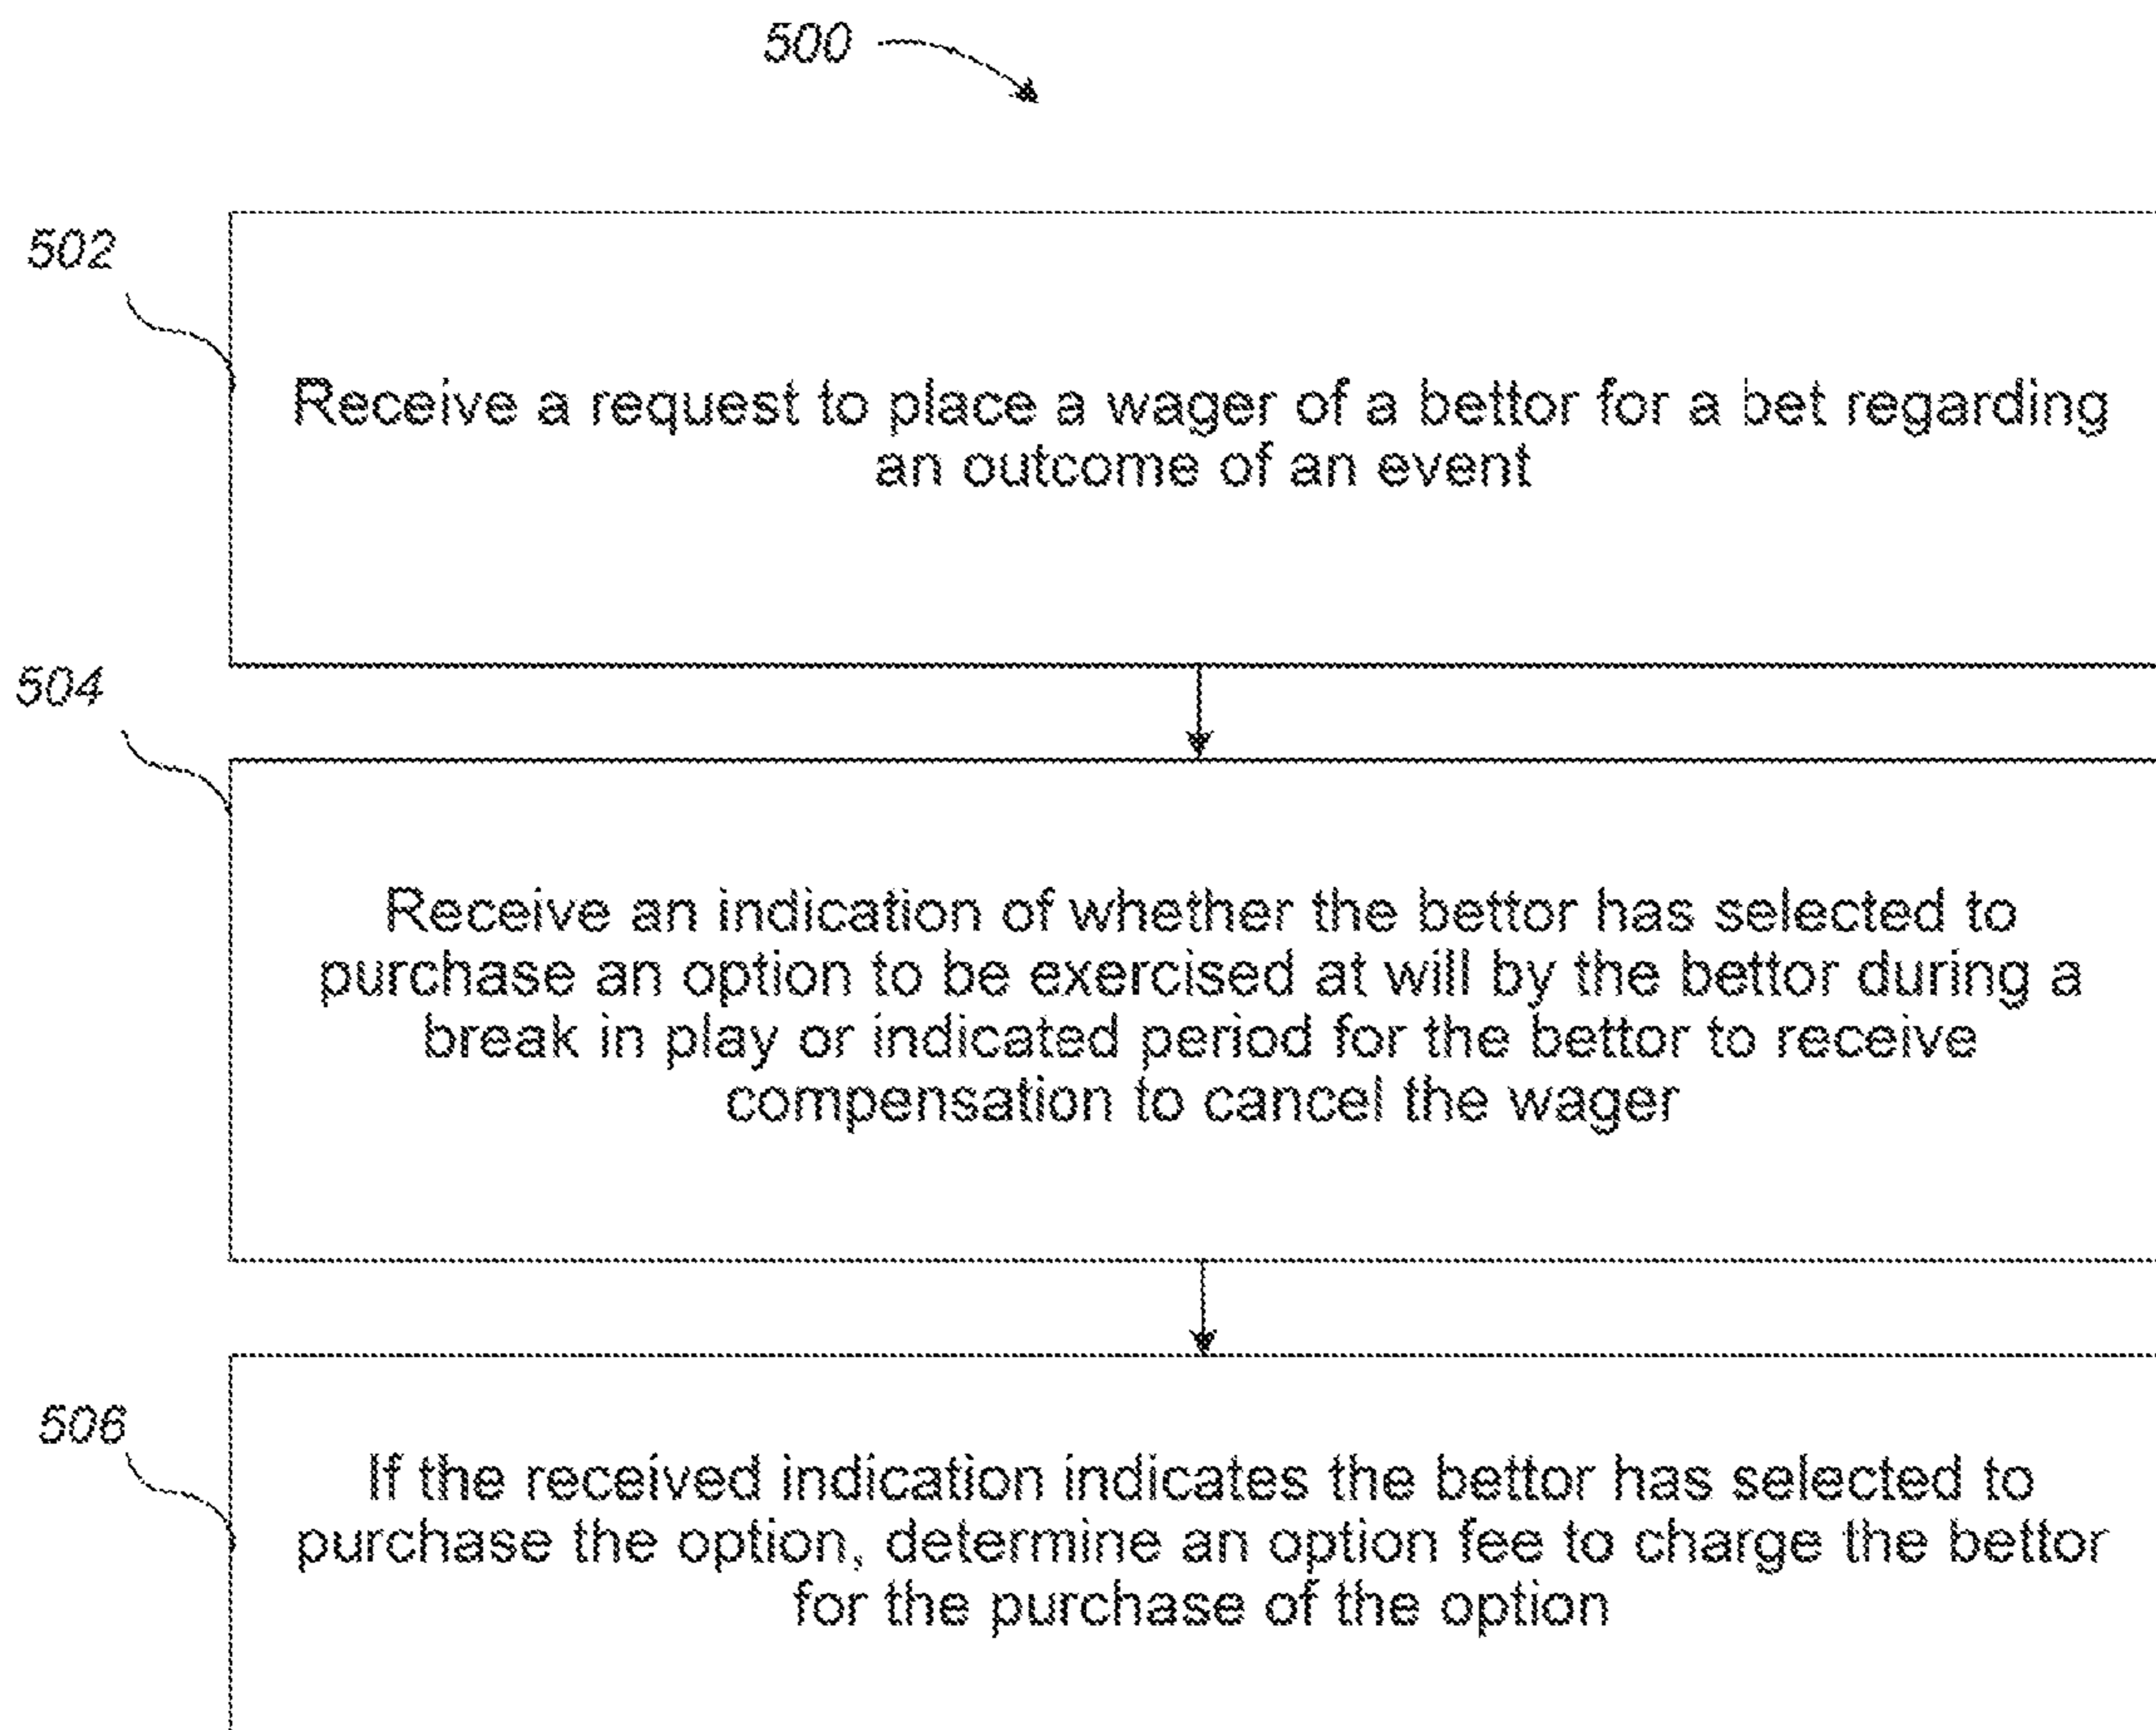 500
502
Receive a request to place a wager of a bettor for a bet regarding
an outcome of an event
504
Receive an indication of whether the bettor has selected to
purchase an option to be exercised at will by the bettor during a
break in play or indicated period for the bettor to receive
compensation to cancel the wager
506
If the received indication indicates the bettor has selected to
purchase the option, determine an option fee to charge the bettor
for the purchase of the option